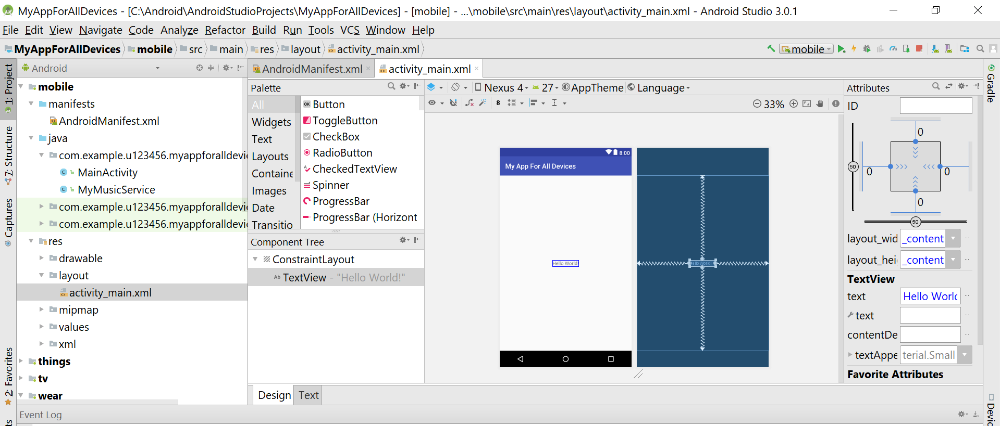 MyAppForAllDevices - [C:\Android\AndroidStudioProjects\MyAppForAllDevices] - [mobile] - ...\mobile\src\main\res\layout\activity_main.xml - Android Studio 3.0.1
File Edit View Navigate Code Analyze Refactor Build Run Tools VCS Window Help
MyAppForAllDevices mobile src main res layout activity_main.xml
mobile
1: Project
7: Structure
Captures
2: Favorites
Android
mobile
manifests
AndroidManifest.xml
java
com.example.u123456.myappforalldevic
MainActivity
MyMusicService
com.example.u123456.myappforalldevic
com.example.u123456.myappforalldevic
res
drawable
layout
activity_main.xml
mipmap
values
xml
things
tv
wear
AndroidManifest.xml
activity_main.xml
Palette
All
Widgets
Text
Layouts
Containe
Images
Date
Transitio
OK Button
ToggleButton
CheckBox
RadioButton
CheckedTextView
Spinner
ProgressBar
ProgressBar (Horizont
Component Tree
ConstraintLayout
Ab TextView - "Hello World!"
Nexus 4 27 AppTheme Language
8
33%
8:00
My App For All Devices
Hello World!
Hello World!
Design Text
Attributes
ID
0
50
0
0
0
50
layout_wid _content
layout_hei _content
TextView
text Hello Worlc
text
contentDe
textAppe terial.Small
Favorite Attributes
Gradle
Devic
Event Log